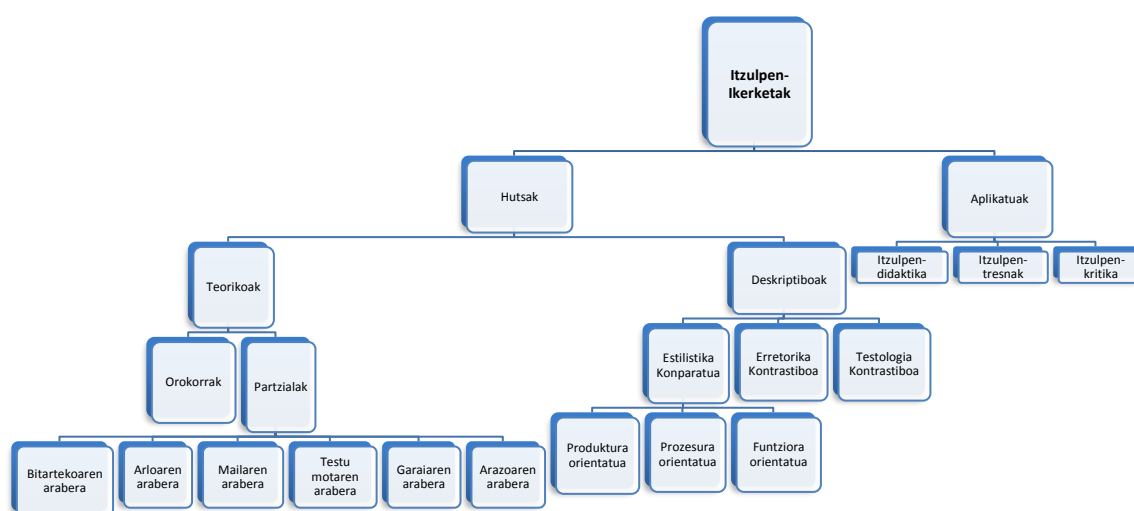 Itzulpen-
Ikerketak
Hutsak
Aplikatuak
Teorikoak
Deskriptiboak
Itzulpen-
didaktika
Itzulpen-
tresnak
Itzulpen-
kritika
Orokorrak
Partzialak
Estilistika
Konparatua
Erretorika
Kontrastiboa
Testologia
Kontrastiboa
Bitartekoaren
arabera
Arloaren
arabera
Mailaren
arabera
Testu
motaren
arabera
Garaiaren
arabera
Arazoaren
arabera
Produktura
orientatua
Prozesura
orientatua
Funtziora
orientatua